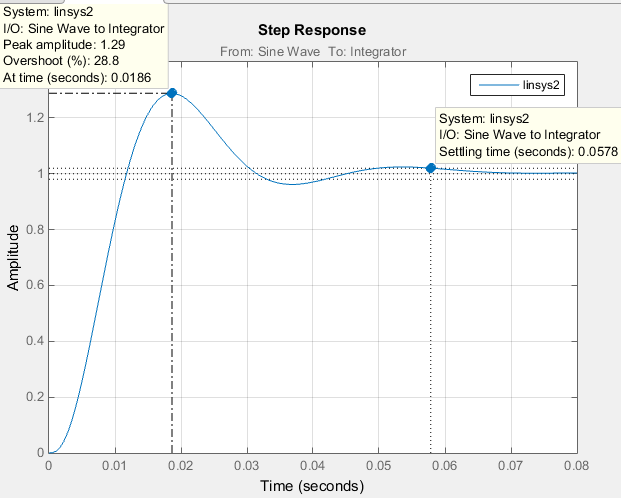 System: linsys2
I/O: Sine Wave to Integrator
Peak amplitude: 1.29
Overshoot (%): 28.8
At time (seconds): 0.0186
Step Response
From: Sine Wave  To: Integrator
linsys2
System: linsys2
I/O: Sine Wave to Integrator
Settling time (seconds): 0.0578
Amplitude
1.2
1
0.8
0.6
0.4
0.2
0
0 0.01 0.02 0.03 0.04 0.05 0.06 0.07 0.08
Time (seconds)